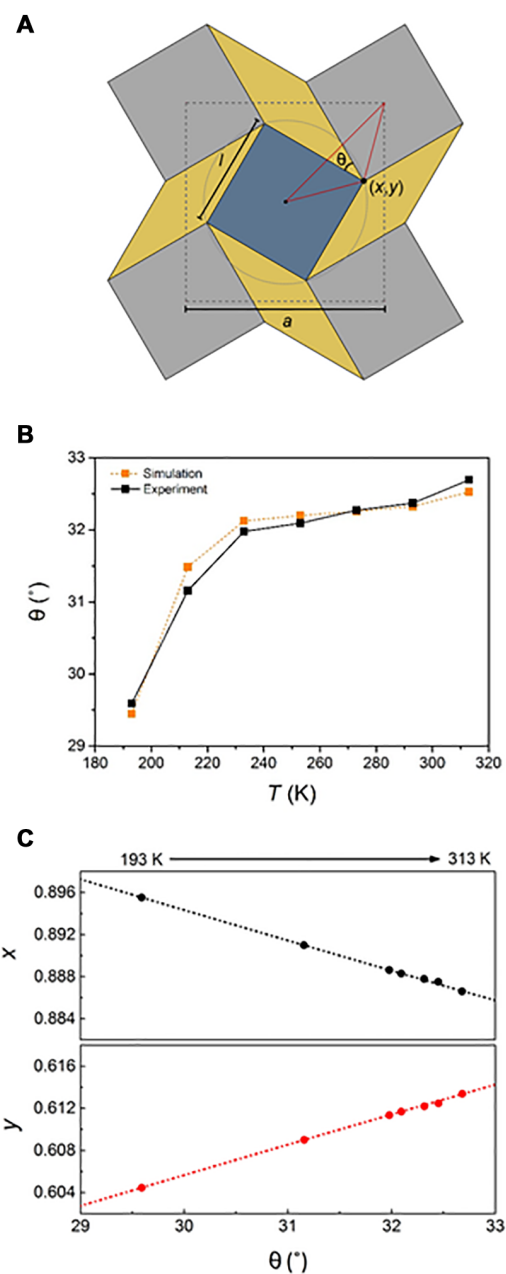 A
l
θ
(x,y)
a
B
33
32
31
30
29
Simulation
Experiment
θ (°)
180 200 220 240 260 280 300 320
T (K)
C
193 K 313 K
0.896
0.892
0.888
0.884
x
0.616
0.612
0.608
0.604
y
29 30 31 32 33
θ (°)